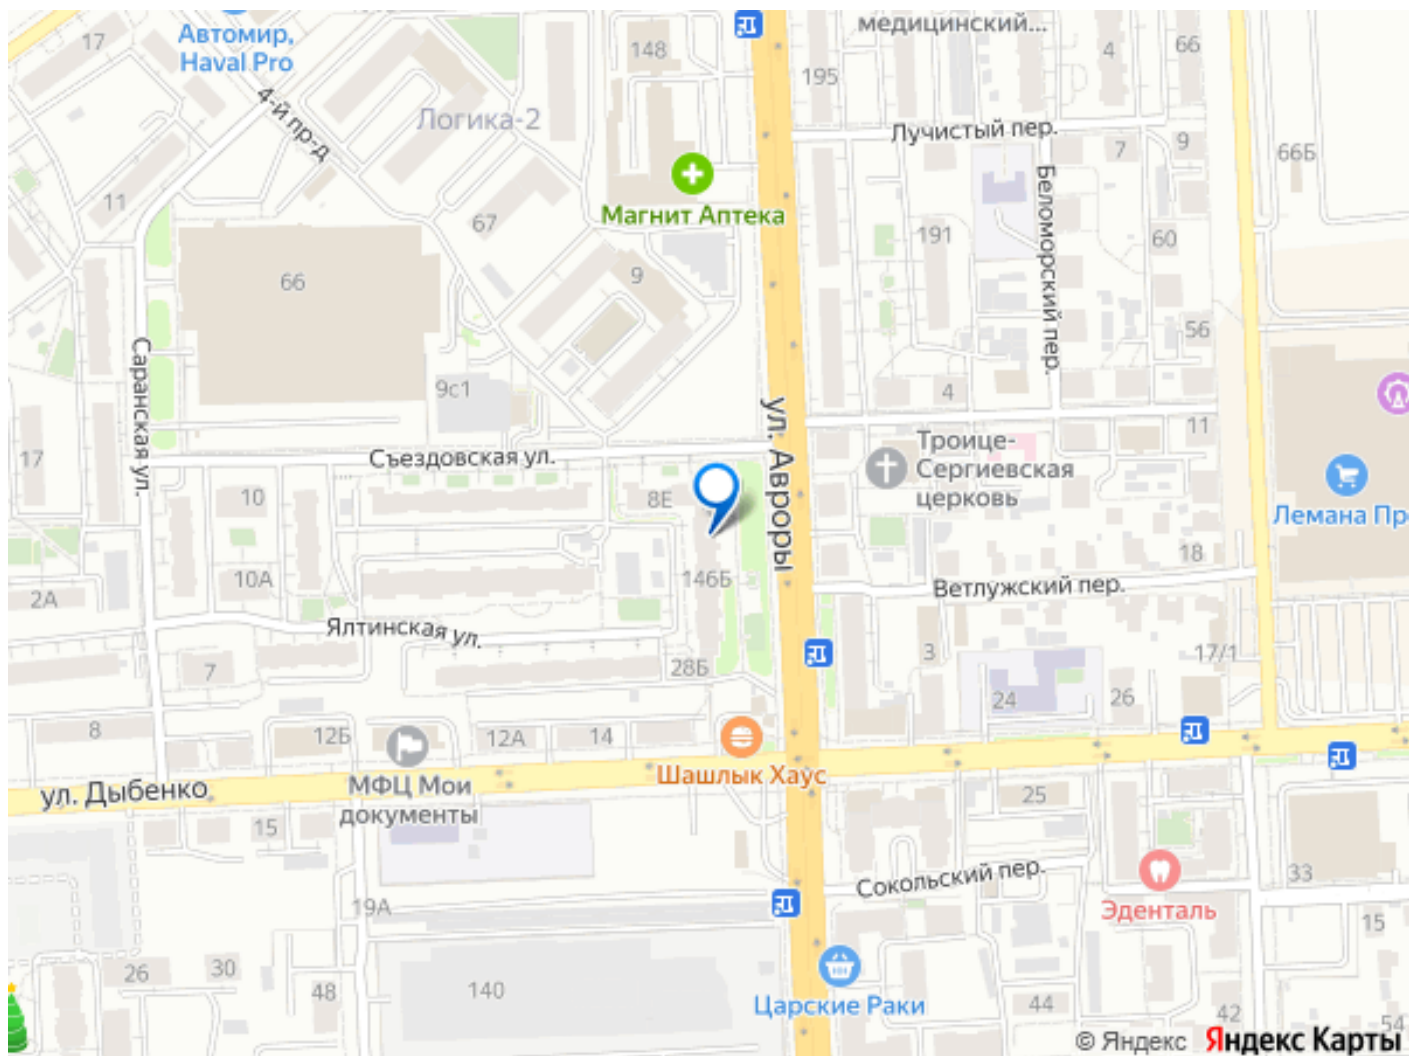 17
Автомир,
Haval Pro
148
медицинский...
4
66
195
4-й пр-д
Логика-2
Лучистый пер.
7
9
66Б
11
67
Магнит Аптека
Беломорский пер.
191
60
66
9
56
Саранская ул.
9с1
ул. Авроры
4
11
17
Съездовская ул.
Троице-
Сергиевская
церковь
10
8Е
Лемана Пр
10А
146Б
18
2А
Ветлужский пер.
Ялтинская ул.
3
17/1
7
28Б
24
26
8
12Б
12А
14
Шашлык Хаус
ул. Дыбенко
МФЦ Мои
документы
25
15
Сокольский пер.
33
19А
Эденталь
15
26
30
48
140
Царские Раки
44
42
54
© Яндекс Яндекс Карты